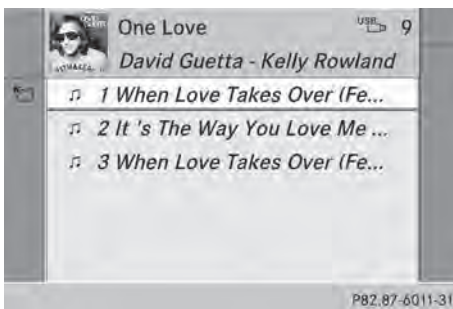 One Love USB 9
David Guetta - Kelly Rowland
1 When Love Takes Over (Fe...
2 It 's The Way You Love Me ...
3 When Love Takes Over (Fe...
P82.87-6011-31